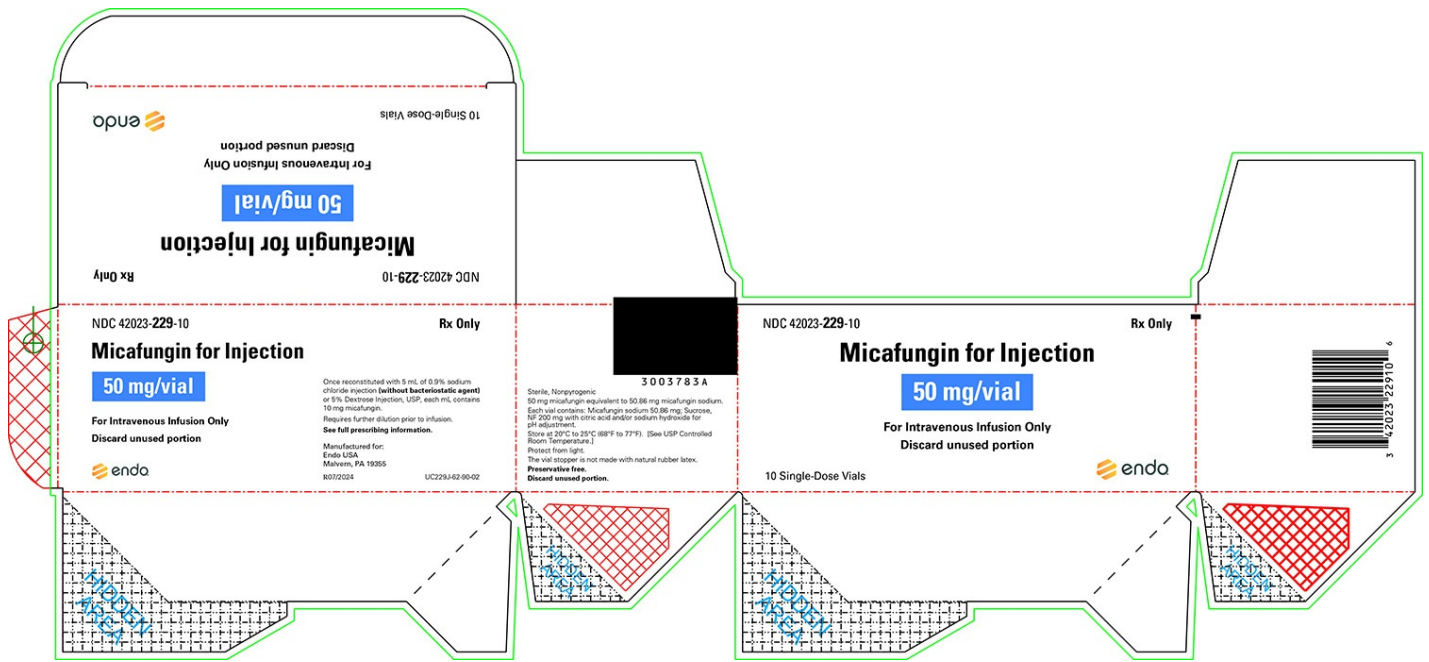 10 Single-Dose Vials
endo
Discard unused portion
For Intravenous Infusion Only
50 mg/vial
Micafungin for Injection
Rx Only
NDC 42023-229-10
NDC 42023-229-10
Rx Only
Micafungin for Injection
50 mg/vial
For Intravenous Infusion Only
Discard unused portion
endo
Once reconstituted with 5 mL of 0.9% sodium
chloride injection (without bacteriostatic agent)
or 5% Dextrose Injection, USP, each mL contains
10 mg micafungin.
Requires further dilution prior to infusion.
See full prescribing information.
Manufactured for:
Endo USA
Malvern, PA 19355
R07/2024
UC229J-62-90-02
3003783A
Sterile, Nonpyrogenic
50 mg micafungin equivalent to 50.86 mg micafungin sodium.
Each vial contains: Micafungin sodium 50.86 mg; Sucrose,
NF 200 mg with citric acid and/or sodium hydroxide for
pH adjustment.
Store at 20°C to 25°C (68°F to 77°F). [See USP Controlled
Room Temperature.]
Protect from light.
The vial stopper is not made with natural rubber latex.
Preservative free.
Discard unused portion.
NDC 42023-229-10
Rx Only
Micafungin for Injection
50 mg/vial
For Intravenous Infusion Only
Discard unused portion
10 Single-Dose Vials
endo
3 42023 22910 6
HIDDEN
AREA
HIDDEN
AREA
HIDDEN
AREA
HIDDEN
AREA